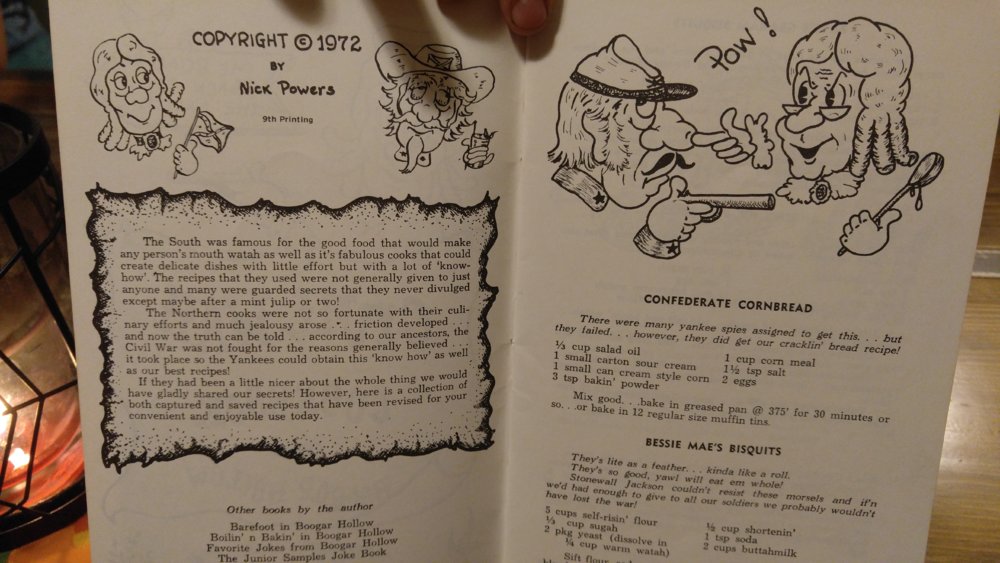 COPYRIGHT © 1972
BY
Nick Powers
9th Printing
The South was famous for the good food that would make
any person's mouth watah as well as it's fabulous cooks that could
create delicate dishes with little effort but with a lot of 'know-
how'. The recipes that they used were not generally given to just
anyone and many were guarded secrets that they never divulged
except maybe after a mint julip or two!
The Northern cooks were not so fortunate with their culi-
nary efforts and much jealousy arose . . . friction developed . . .
and now the truth can be told . . . according to our ancestors, the
Civil War was not fought for the reasons generally believed . . .
it took place so the Yankees could obtain this 'know how' as well
as our best recipes!
If they had been a little nicer about the whole thing we would
have gladly shared our secrets! However, here is a collection of
both captured and saved recipes that have been revised for your
convenient and enjoyable use today.
Other books by the author
Barefoot in Boogar Hollow
Boilin' n Bakin' in Boogar Hollow
Favorite Jokes from Boogar Hollow
The Junior Samples Joke Book
POW!
CONFEDERATE CORNBREAD
There were many yankee spies assigned to get this. . . but
they failed. . . however, they did get our cracklin' bread recipe!
⅓ cup salad oil
1 small carton sour cream
1 small can cream style corn
3 tsp bakin' powder
1 cup corn meal
1½ tsp salt
2 eggs
Mix good. . .bake in greased pan @ 375' for 30 minutes or
so. . .or bake in 12 regular size muffin tins.
BESSIE MAE'S BISQUITS
They's lite as a feather. . . kinda like a roll.
They's so good, yawl will eat em whole!
Stonewall Jackson couldn't resist these morsels and if'n
we'd had enough to give to all our soldiers we probably wouldn't
have lost the war!
5 cups self-risin' flour
⅓ cup sugah
2 pkg yeast (dissolve in
¼ cup warm watah)
½ cup shortenin'
1 tsp soda
2 cups buttahmilk
Sift flour,